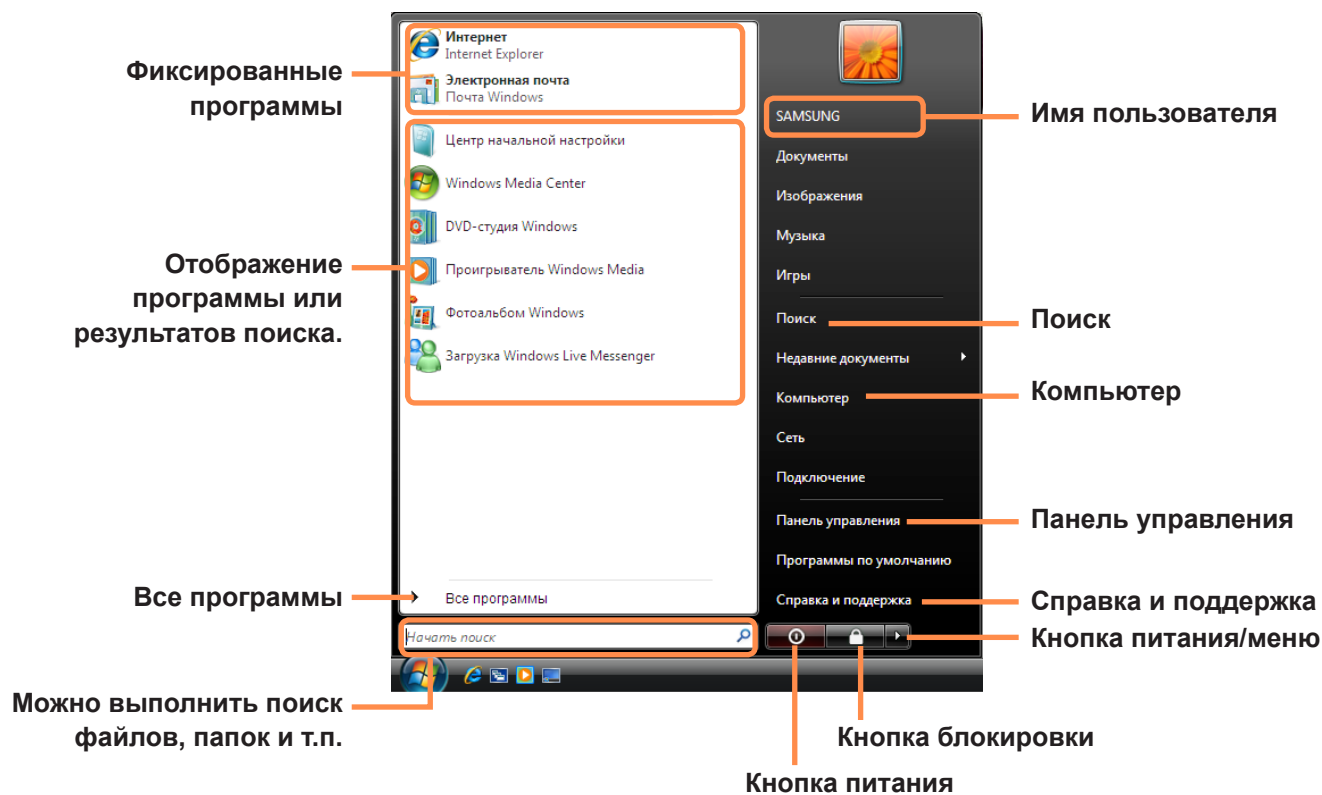 Фиксированные
программы
Отображение
программы или
результатов поиска.
Все программы
Можно выполнить поиск
файлов, папок и т.п.
Интернет
Internet Explorer
Электронная почта
Почта Windows
Центр начальной настройки
Windows Media Center
DVD-студия Windows
Проигрыватель Windows Media
Фотоальбом Windows
Загрузка Windows Live Messenger
Все программы
Начать поиск
SAMSUNG
Документы
Изображения
Музыка
Игры
Поиск
Недавние документы
Компьютер
Сеть
Подключение
Панель управления
Программы по умолчанию
Справка и поддержка
Имя пользователя
Поиск
Компьютер
Панель управления
Справка и поддержка
Кнопка питания/меню
Кнопка блокировки
Кнопка питания